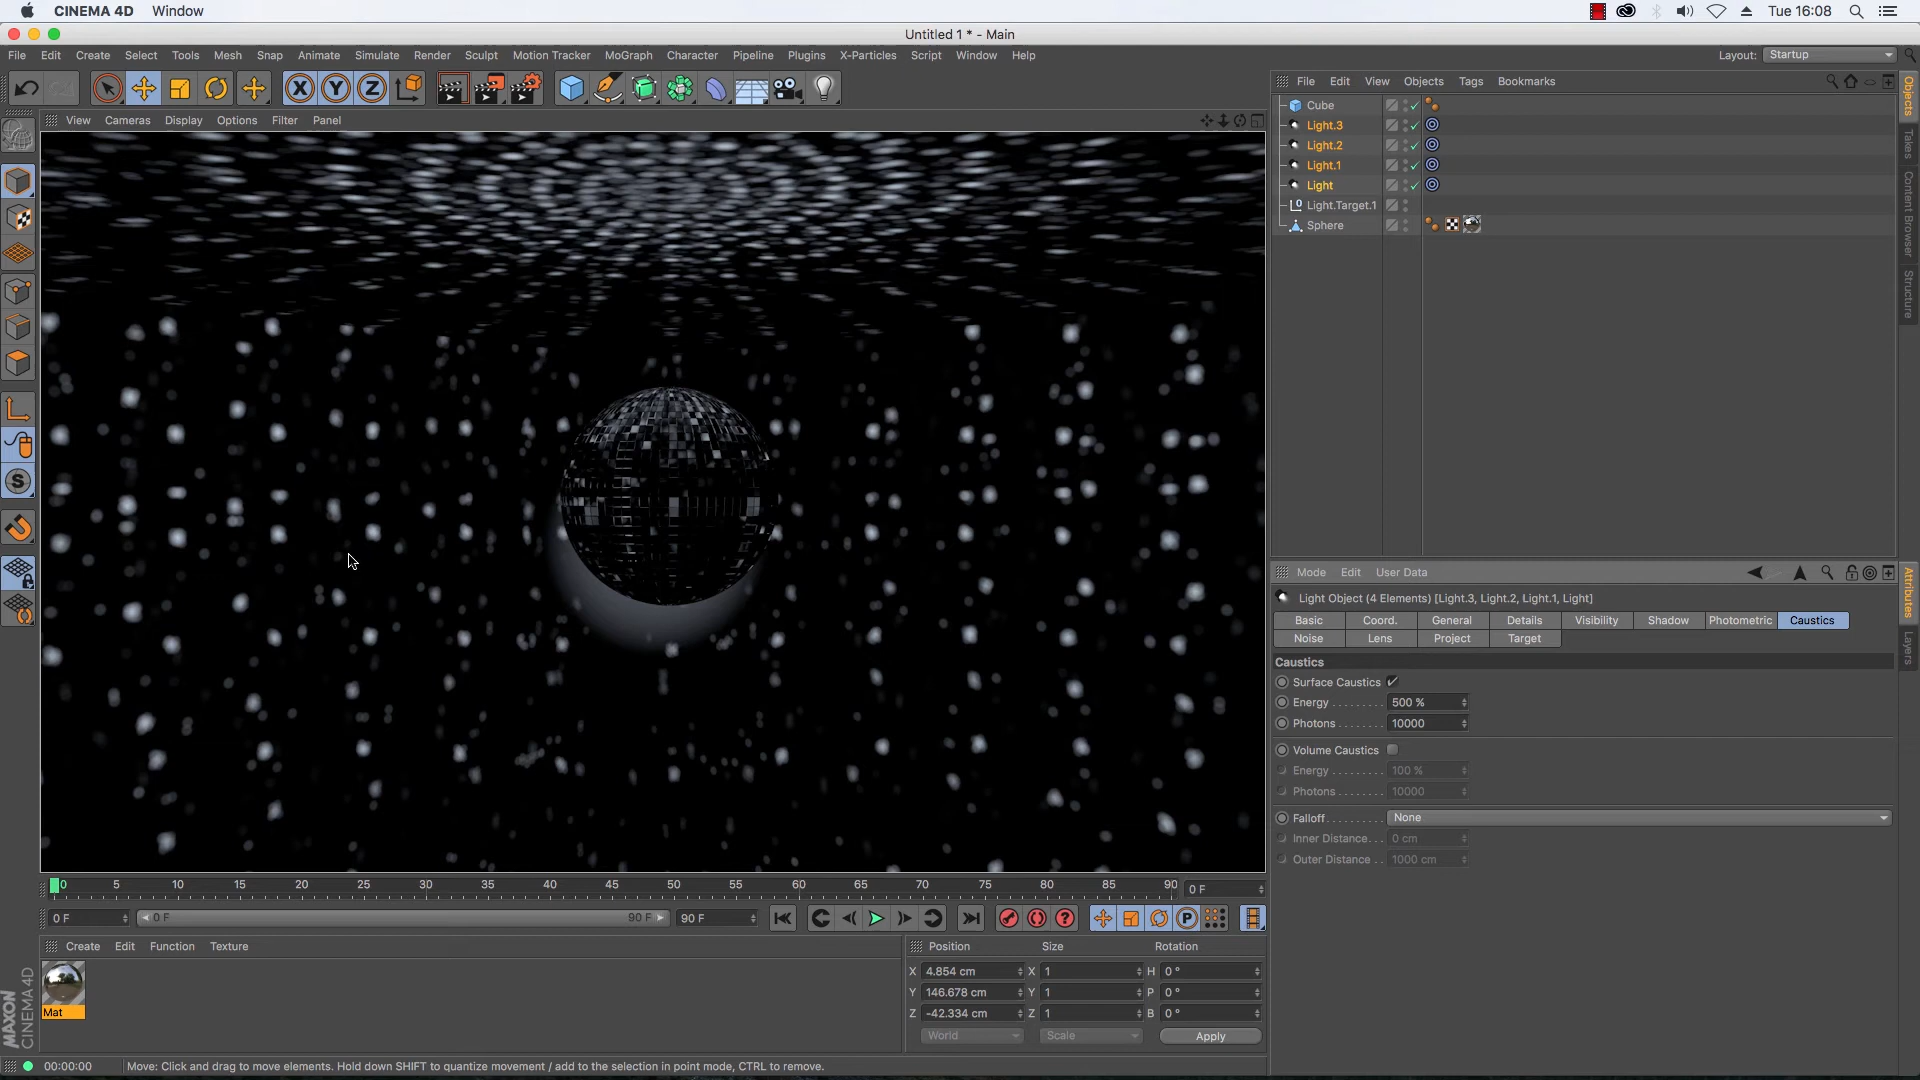 CINEMA 4D Window Tue 16:08
Untitled 1 * - Main
File Edit Create Select Tools Mesh Snap Animate Simulate Render Sculpt Motion Tracker MoGraph Character Pipeline Plugins X-Particles Script Window Help Layout: Startup
X Y Z
File Edit View Objects Tags Bookmarks
View Cameras Display Options Filter Panel
Cube
Light.3
Light.2
Light.1
Light
Light.Target.1
Sphere
Objects
Takes
Content Browser
Structure
S
Mode Edit User Data
Light Object (4 Elements) [Light.3, Light.2, Light.1, Light]
Basic Coord. General Details Visibility Shadow Photometric Caustics
Noise Lens Project Target
Caustics
Surface Caustics
Energy 500 %
Photons 10000
Volume Caustics
Energy 100 %
Photons 10000
Falloff None
Inner Distance 0 cm
Outer Distance 1000 cm
Attributes
Layers
0 5 10 15 20 25 30 35 40 45 50 55 60 65 70 75 80 85 90 0 F
0 F 0 F 90 F 90 F P
Create Edit Function Texture
Position Size Rotation
X 4.854 cm X 1 H 0 °
Y 146.678 cm Y 1 P 0 °
Z -42.334 cm Z 1 B 0 °
World Scale Apply
Mat
MAXON
CINEMA 4D
00:00:00 Move: Click and drag to move elements. Hold down SHIFT to quantize movement / add to the selection in point mode, CTRL to remove.